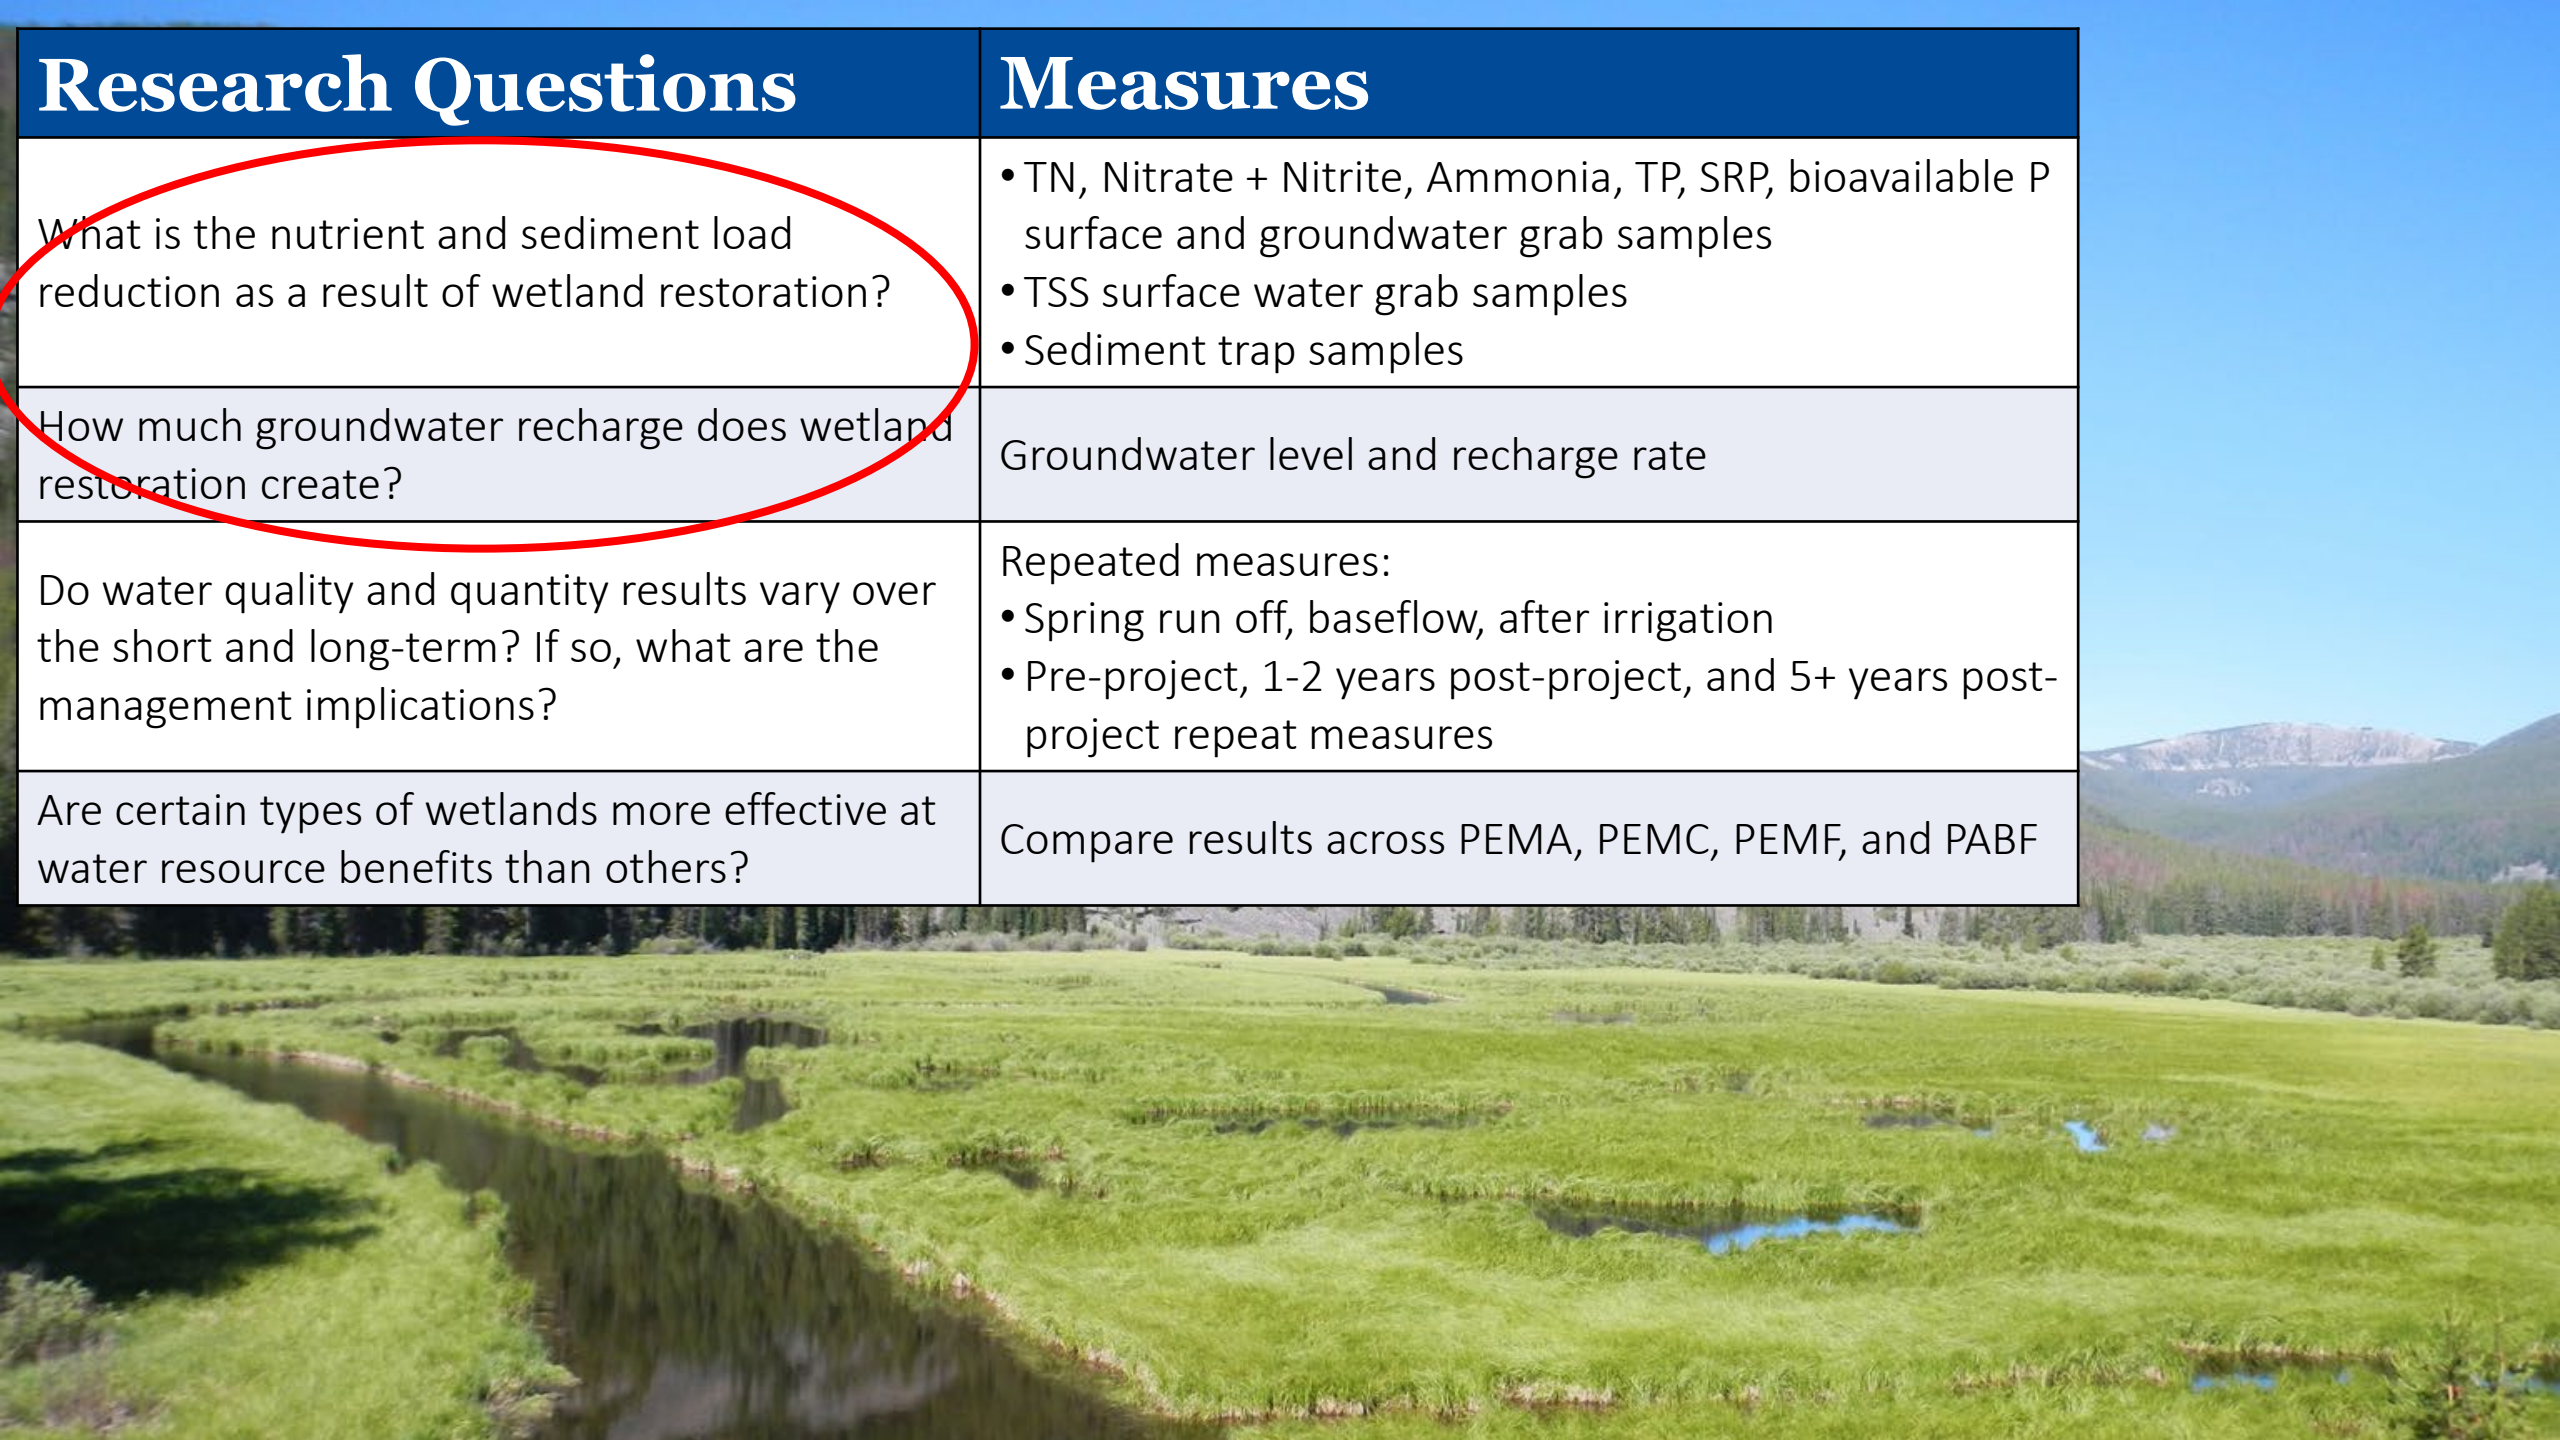 Research Questions
Measures
What is the nutrient and sediment load
reduction as a result of wetland restoration?
• TN, Nitrate + Nitrite, Ammonia, TP, SRP, bioavailable P
surface and groundwater grab samples
• TSS surface water grab samples
• Sediment trap samples
How much groundwater recharge does wetland
restoration create?
Groundwater level and recharge rate
Do water quality and quantity results vary over
the short and long-term? If so, what are the
management implications?
Repeated measures:
• Spring run off, baseflow, after irrigation
• Pre-project, 1-2 years post-project, and 5+ years post-
project repeat measures
Are certain types of wetlands more effective at
water resource benefits than others?
Compare results across PEMA, PEMC, PEMF, and PABF